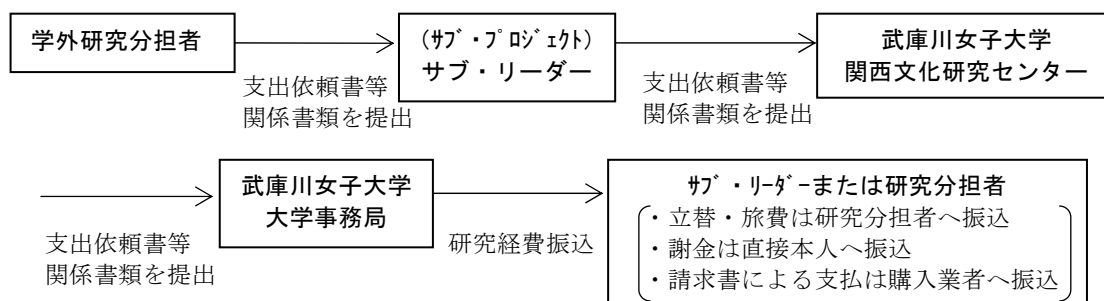 学外研究分担者
(ｻﾌﾞ・ﾌﾟﾛｼﾞｪｸﾄ)
サブ・リーダー
武庫川女子大学
関西文化研究センター
支出依頼書等
関係書類を提出
支出依頼書等
関係書類を提出
武庫川女子大学
大学事務局
ｻﾌﾞ・ﾘｰﾀﾞｰまたは研究分担者
・立替・旅費は研究分担者へ振込
・謝金は直接本人へ振込
・請求書による支払は購入業者へ振込
支出依頼書等
関係書類を提出
研究経費振込